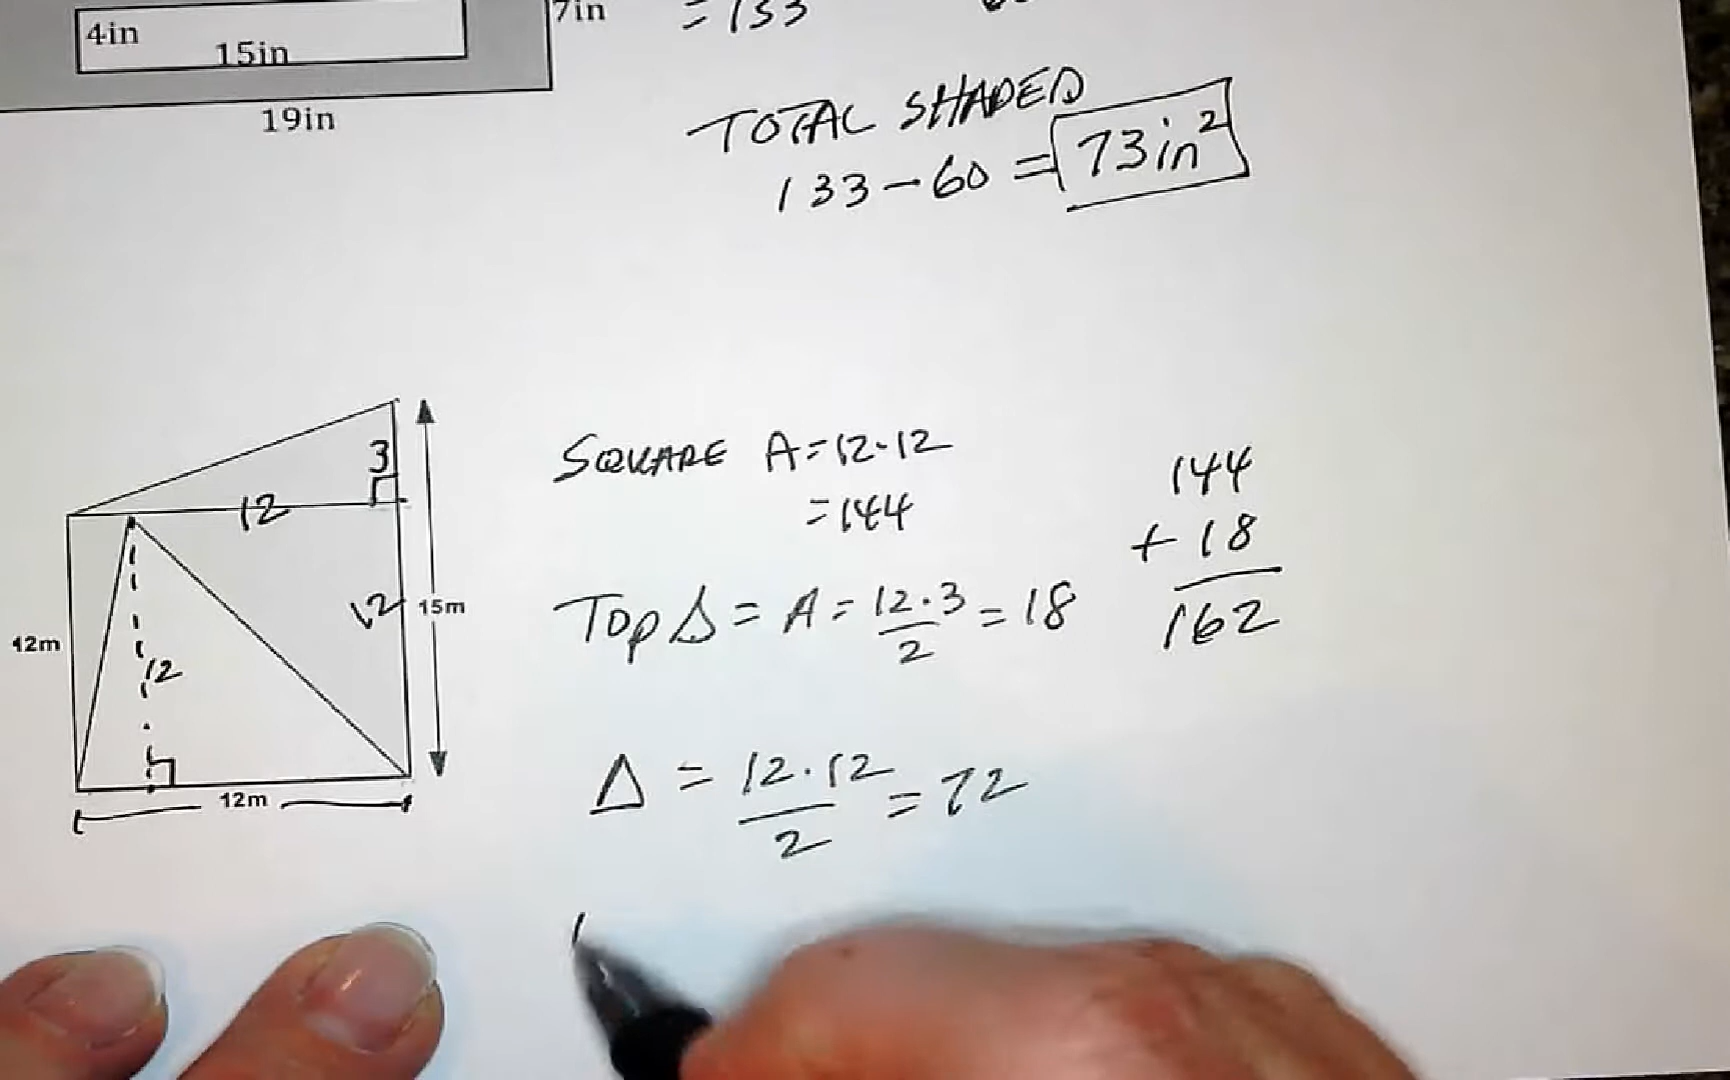 4in
15in
7in
19in
= 133
TOTAL SHADED
133 - 60 = 73in²
3
12
12
12m
15m
12
12m
SQUARE A = 12 · 12
= 144
TOP Δ = A = 12 · 3 / 2 = 18
144
+ 18
162
Δ = 12 · 12 / 2 = 72